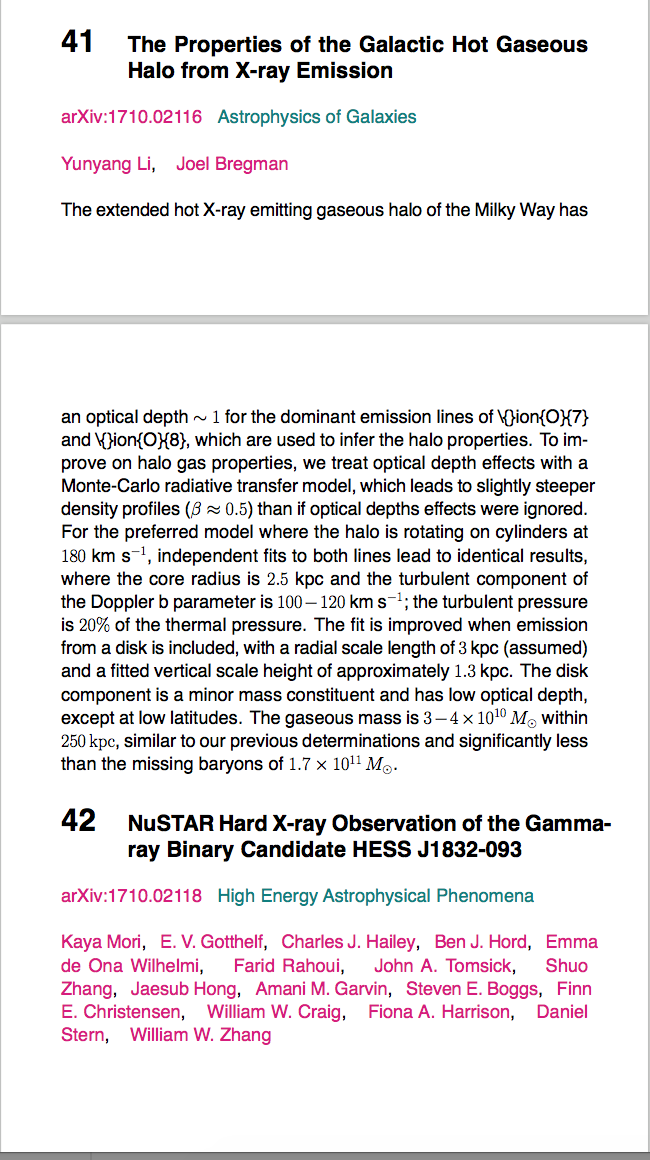 41 The Properties of the Galactic Hot Gaseous
Halo from X-ray Emission
arXiv:1710.02116 Astrophysics of Galaxies
Yunyang Li, Joel Bregman
The extended hot X-ray emitting gaseous halo of the Milky Way has
an optical depth ∼ 1 for the dominant emission lines of \{}ion{O}{7}
and \{}ion{O}{8}, which are used to infer the halo properties. To im-
prove on halo gas properties, we treat optical depth effects with a
Monte-Carlo radiative transfer model, which leads to slightly steeper
density profiles (β ≈ 0.5) than if optical depths effects were ignored.
For the preferred model where the halo is rotating on cylinders at
180 km s⁻¹, independent fits to both lines lead to identical results,
where the core radius is 2.5 kpc and the turbulent component of
the Doppler b parameter is 100 – 120 km s⁻¹; the turbulent pressure
is 20% of the thermal pressure. The fit is improved when emission
from a disk is included, with a radial scale length of 3 kpc (assumed)
and a fitted vertical scale height of approximately 1.3 kpc. The disk
component is a minor mass constituent and has low optical depth,
except at low latitudes. The gaseous mass is 3 – 4 × 10¹⁰ M⊙ within
250 kpc, similar to our previous determinations and significantly less
than the missing baryons of 1.7 × 10¹¹ M⊙.
42 NuSTAR Hard X-ray Observation of the Gamma-
ray Binary Candidate HESS J1832-093
arXiv:1710.02118 High Energy Astrophysical Phenomena
Kaya Mori, E. V. Gotthelf, Charles J. Hailey, Ben J. Hord, Emma
de Ona Wilhelmi, Farid Rahoui, John A. Tomsick, Shuo
Zhang, Jaesub Hong, Amani M. Garvin, Steven E. Boggs, Finn
E. Christensen, William W. Craig, Fiona A. Harrison, Daniel
Stern, William W. Zhang